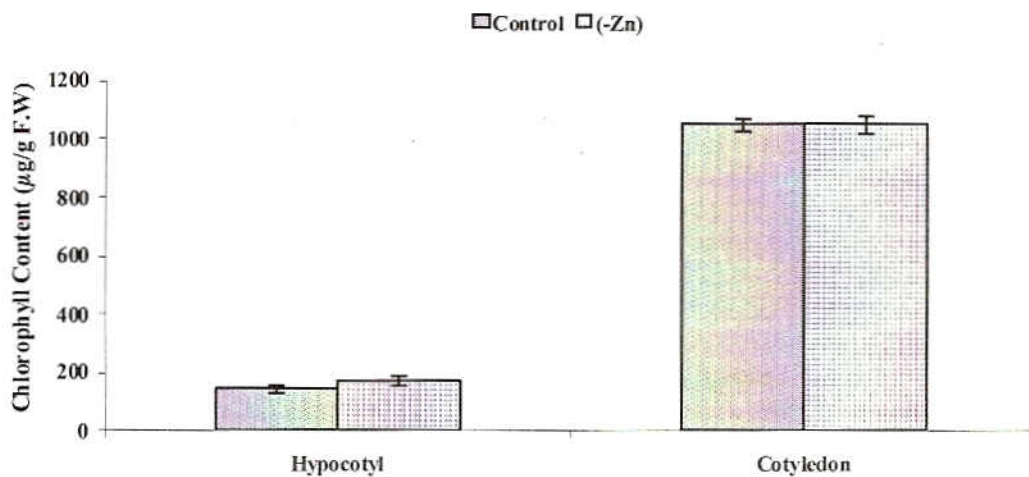 Control (-Zn)
Chlorophyll Content (µg/g F.W)
1200
1000
800
600
400
200
0
Hypocotyl Cotyledon